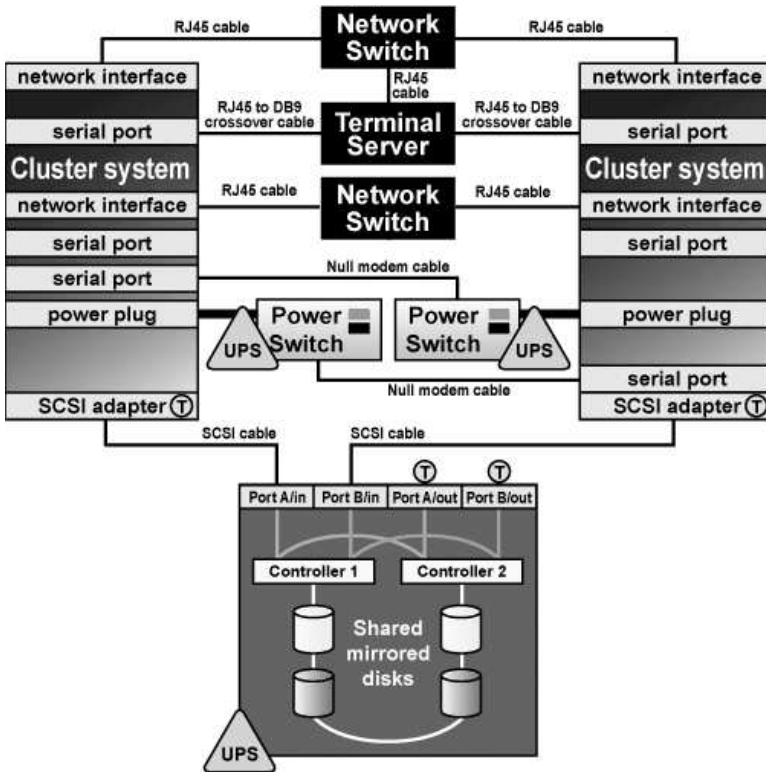 RJ45 cable
Network
Switch
RJ45 cable
network interface
RJ45
cable
network interface
RJ45 to DB9
crossover cable
Terminal
Server
RJ45 to DB9
crossover cable
serial port
serial port
Cluster system
Cluster system
RJ45 cable
Network
Switch
RJ45 cable
network interface
network interface
serial port
serial port
serial port
Null modem cable
power plug
UPS
Power
Switch
Power
Switch
UPS
power plug
Null modem cable
serial port
SCSI adapter T
SCSI adapter T
SCSI cable
SCSI cable
T
T
Port A/in
Port B/in
Port A/out
Port B/out
Controller 1
Controller 2
Shared
mirrored
disks
UPS